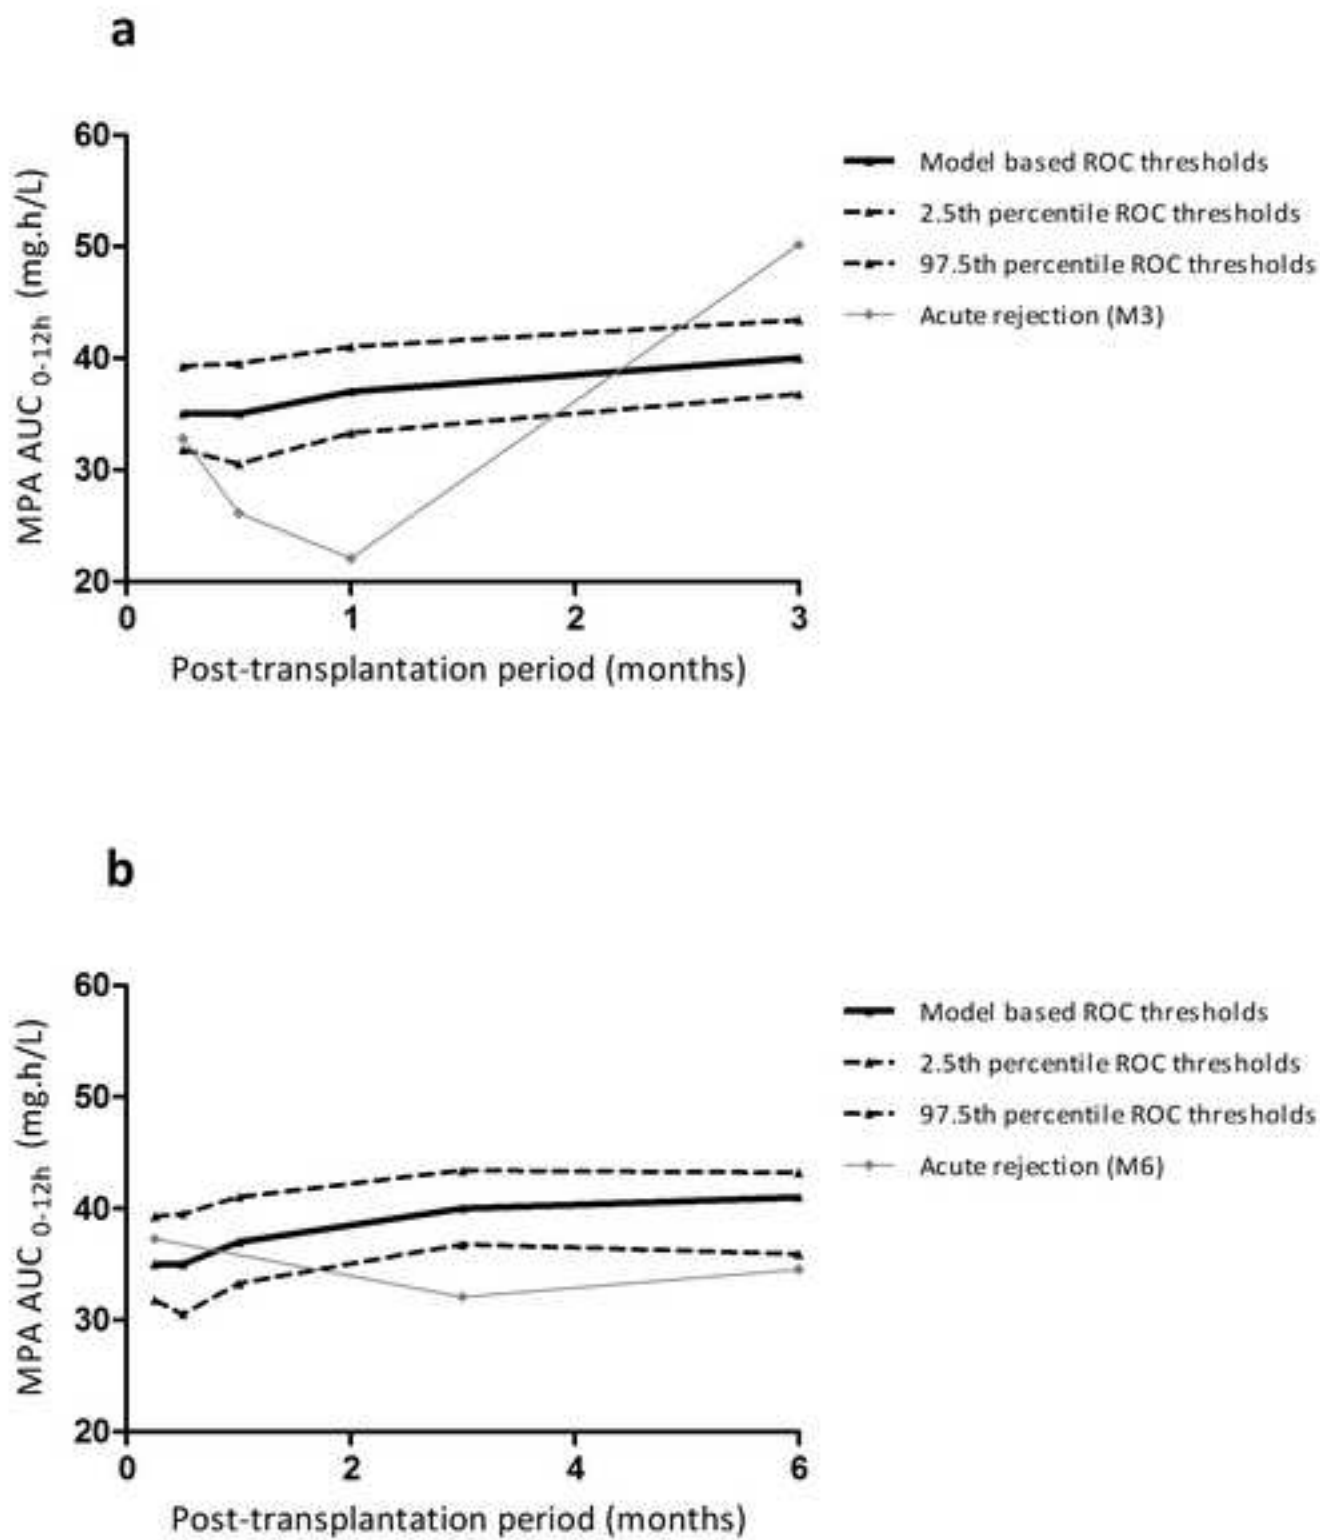 a
60
50
40
30
20
0 1 2 3
MPA AUC 0-12h (mg.h/L)
Post-transplantation period (months)
Model based ROC thresholds
2.5th percentile ROC thresholds
97.5th percentile ROC thresholds
Acute rejection (M3)
b
60
50
40
30
20
0 2 4 6
MPA AUC 0-12h (mg.h/L)
Post-transplantation period (months)
Model based ROC thresholds
2.5th percentile ROC thresholds
97.5th percentile ROC thresholds
Acute rejection (M6)